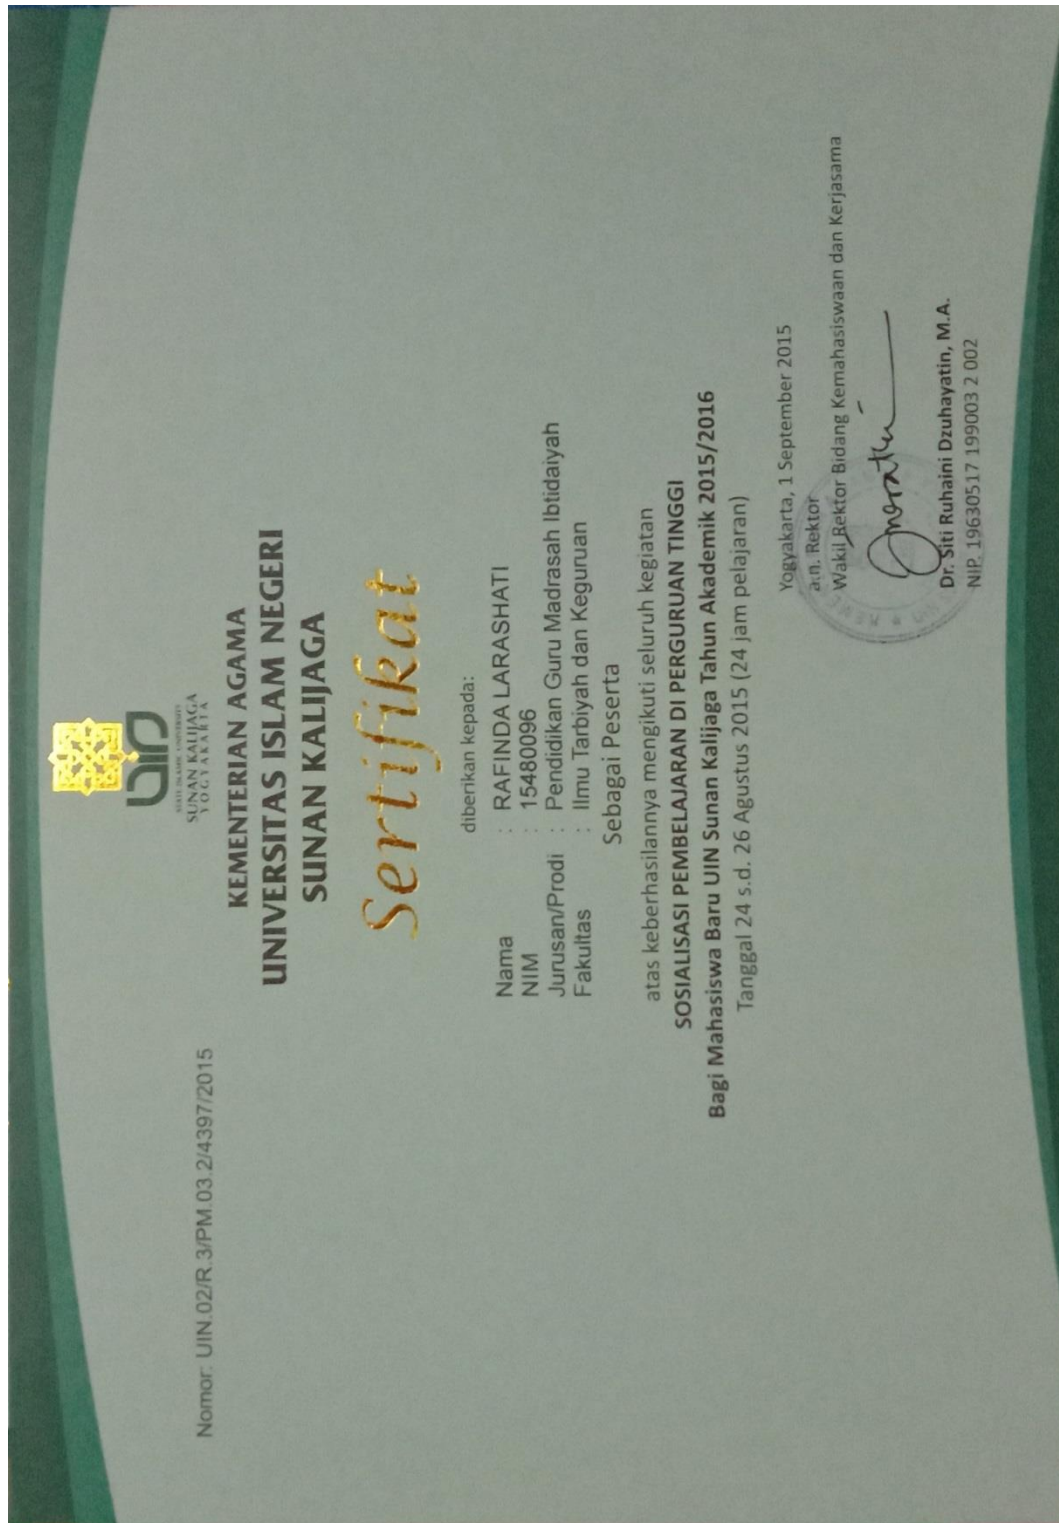 UIN
STATE ISLAMIC UNIVERSITY
SUNAN KALIJAGA
YOGYAKARTA
Nomor: UIN.02/R.3/PM.03.2/4397/2015
KEMENTERIAN AGAMA
UNIVERSITAS ISLAM NEGERI
SUNAN KALIJAGA
Sertifikat
diberikan kepada:
Nama : RAFINDA LARASHATI
NIM : 15480096
Jurusan/Prodi : Pendidikan Guru Madrasah Ibtidaiyah
Fakultas : Ilmu Tarbiyah dan Keguruan
Sebagai Peserta
atas keberhasilannya mengikuti seluruh kegiatan
SOSIALISASI PEMBELAJARAN DI PERGURUAN TINGGI
Bagi Mahasiswa Baru UIN Sunan Kalijaga Tahun Akademik 2015/2016
Tanggal 24 s.d. 26 Agustus 2015 (24 jam pelajaran)
Yogyakarta, 1 September 2015
a.n. Rektor
Wakil Rektor Bidang Kemahasiswaan dan Kerjasama
Dr. Siti Ruhaini Dzuhayatin, M.A.
NIP. 19630517 199003 2 002